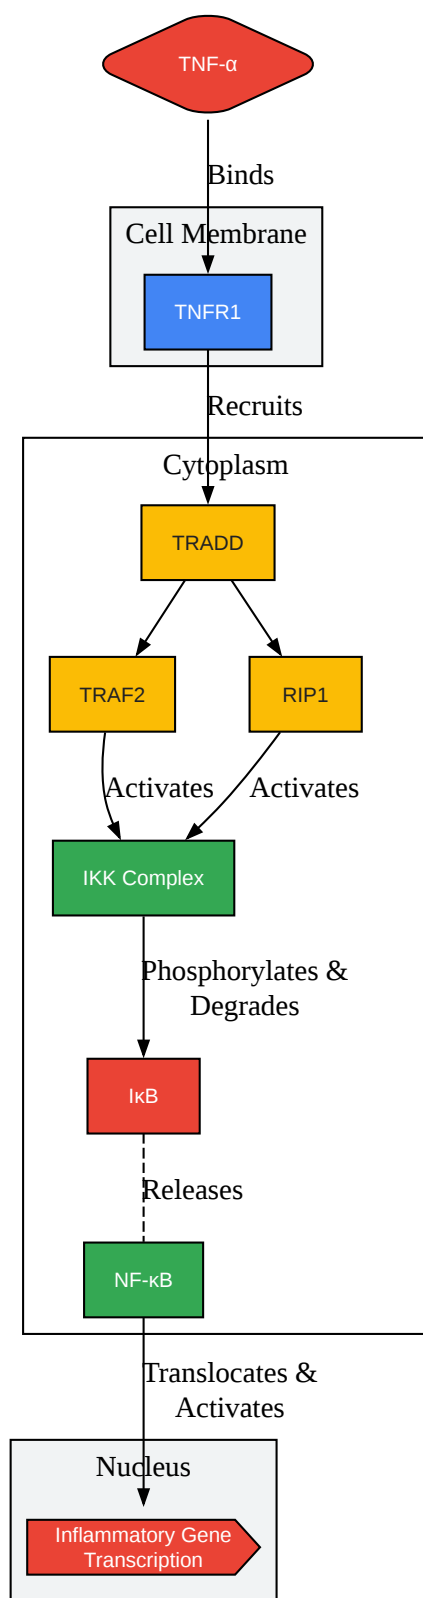 TNF-α
Binds
Cell Membrane
TNFR1
Recruits
Cytoplasm
TRADD
TRAF2
RIP1
Activates
Activates
IKK Complex
Phosphorylates &
Degrades
IκB
Releases
NF-κB
Translocates &
Activates
Nucleus
Inflammatory Gene
Transcription